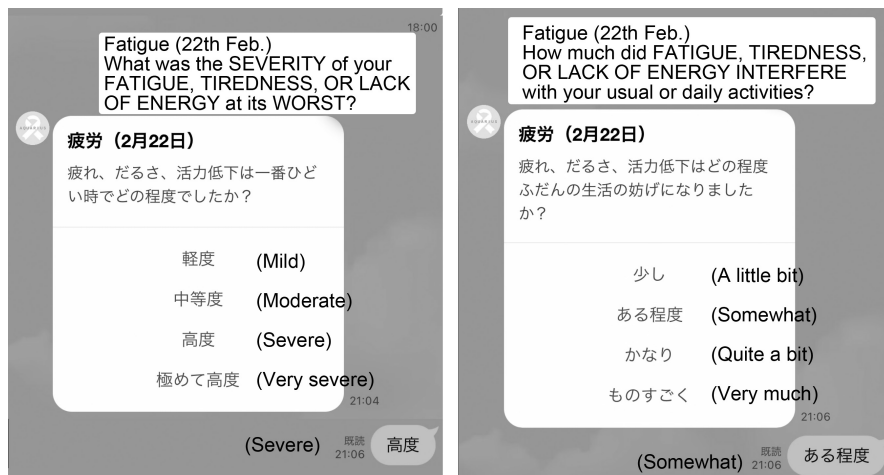 18:00
Fatigue (22th Feb.)
What was the SEVERITY of your
FATIGUE, TIREDNESS, OR LACK
OF ENERGY at its WORST?
疲労（2月22日）
疲れ、だるさ、活力低下は一番ひど
い時でどの程度でしたか？
軽度 (Mild)
中等度 (Moderate)
高度 (Severe)
極めて高度 (Very severe)
21:04
(Severe) 既読 21:06 高度
Fatigue (22th Feb.)
How much did FATIGUE, TIREDNESS,
OR LACK OF ENERGY INTERFERE
with your usual or daily activities?
疲労（2月22日）
疲れ、だるさ、活力低下はどの程度
ふだんの生活の妨げになりました
か？
少し (A little bit)
ある程度 (Somewhat)
かなり (Quite a bit)
ものすごく (Very much)
21:06
(Somewhat) 既読 21:06 ある程度